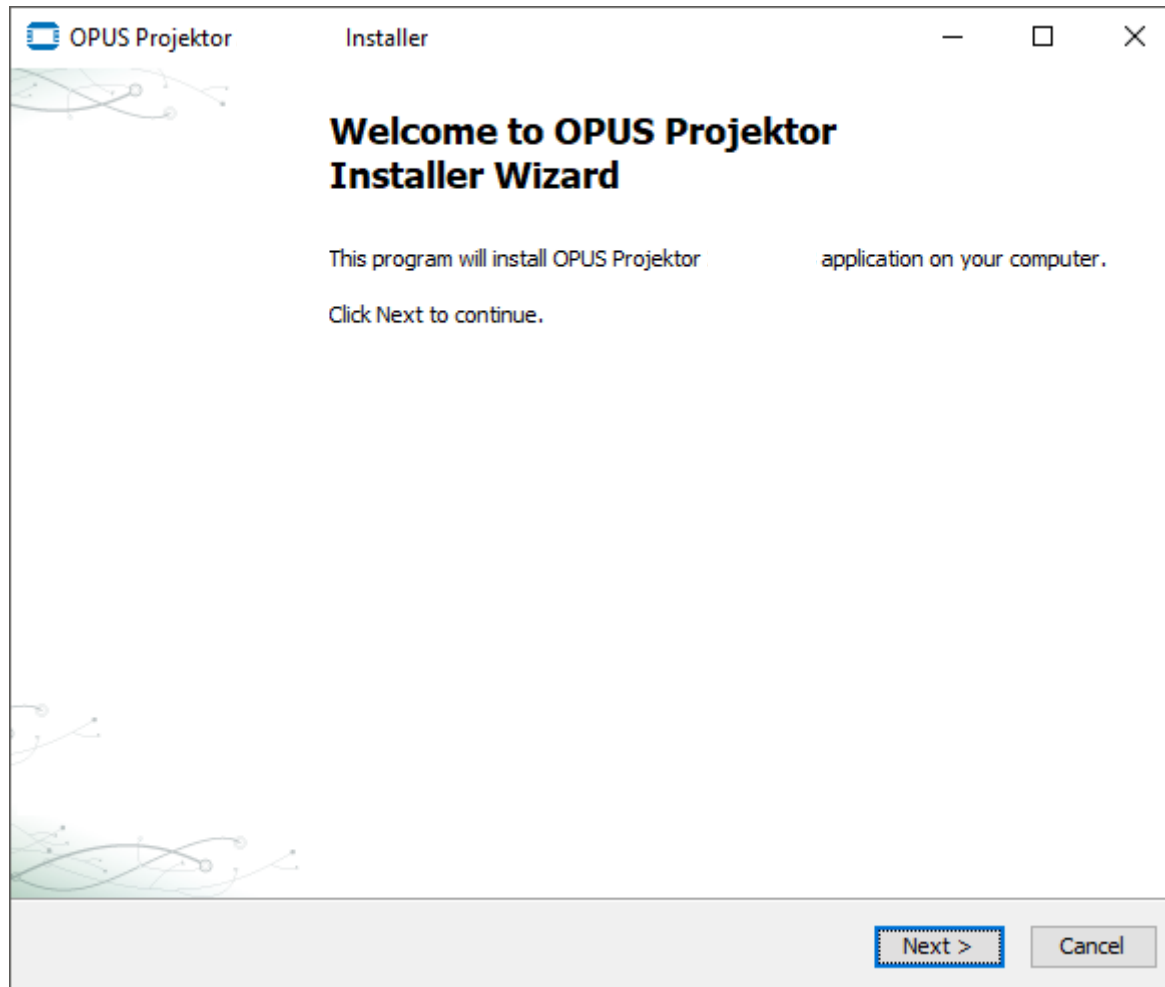 OPUS Projektor Installer
Welcome to OPUS Projektor
Installer Wizard
This program will install OPUS Projektor application on your computer.
Click Next to continue.
Next > Cancel